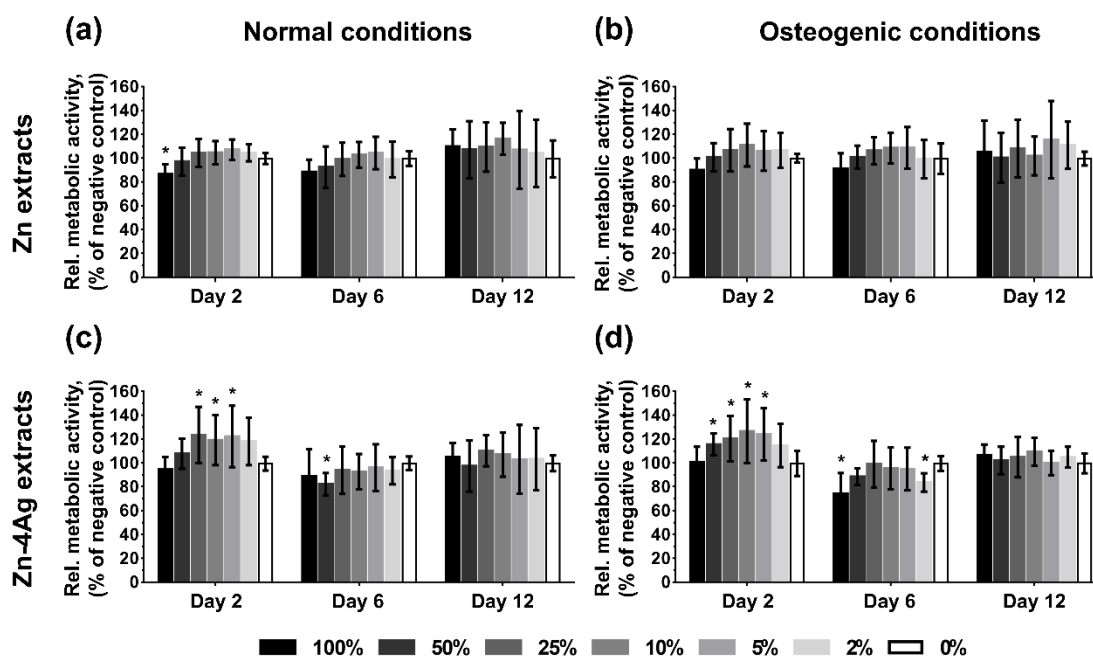 (a) Normal conditions
(b) Osteogenic conditions
Zn extracts
Rel. metabolic activity,
(% of negative control)
160
140
120
100
80
60
40
20
0
*
Day 2 Day 6 Day 12
Rel. metabolic activity,
(% of negative control)
160
140
120
100
80
60
40
20
0
Day 2 Day 6 Day 12
Zn-4Ag extracts
(c)
Rel. metabolic activity,
(% of negative control)
160
140
120
100
80
60
40
20
0
* * * *
Day 2 Day 6 Day 12
(d)
Rel. metabolic activity,
(% of negative control)
160
140
120
100
80
60
40
20
0
* * * * * *
Day 2 Day 6 Day 12
100% 50% 25% 10% 5% 2% 0%